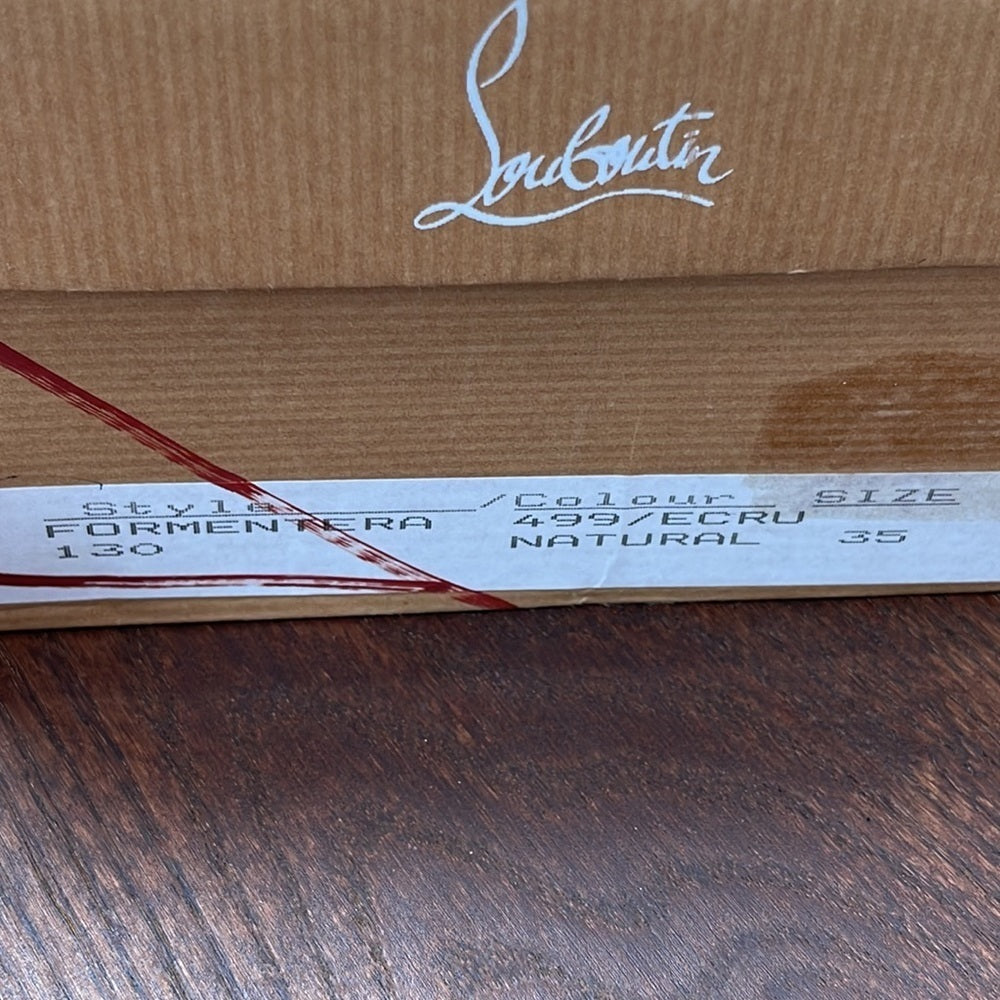 Louboutin
Style /Colour SIZE
FORMENTERA 499/ECRU
130 NATURAL 35